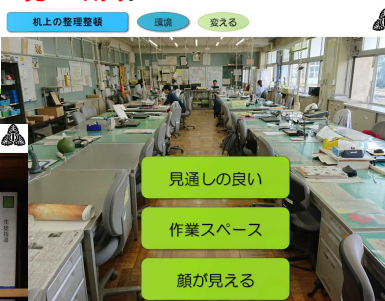 机上の整理整頓
環境
変える
見通しの良い
作業スペース
顔が見える